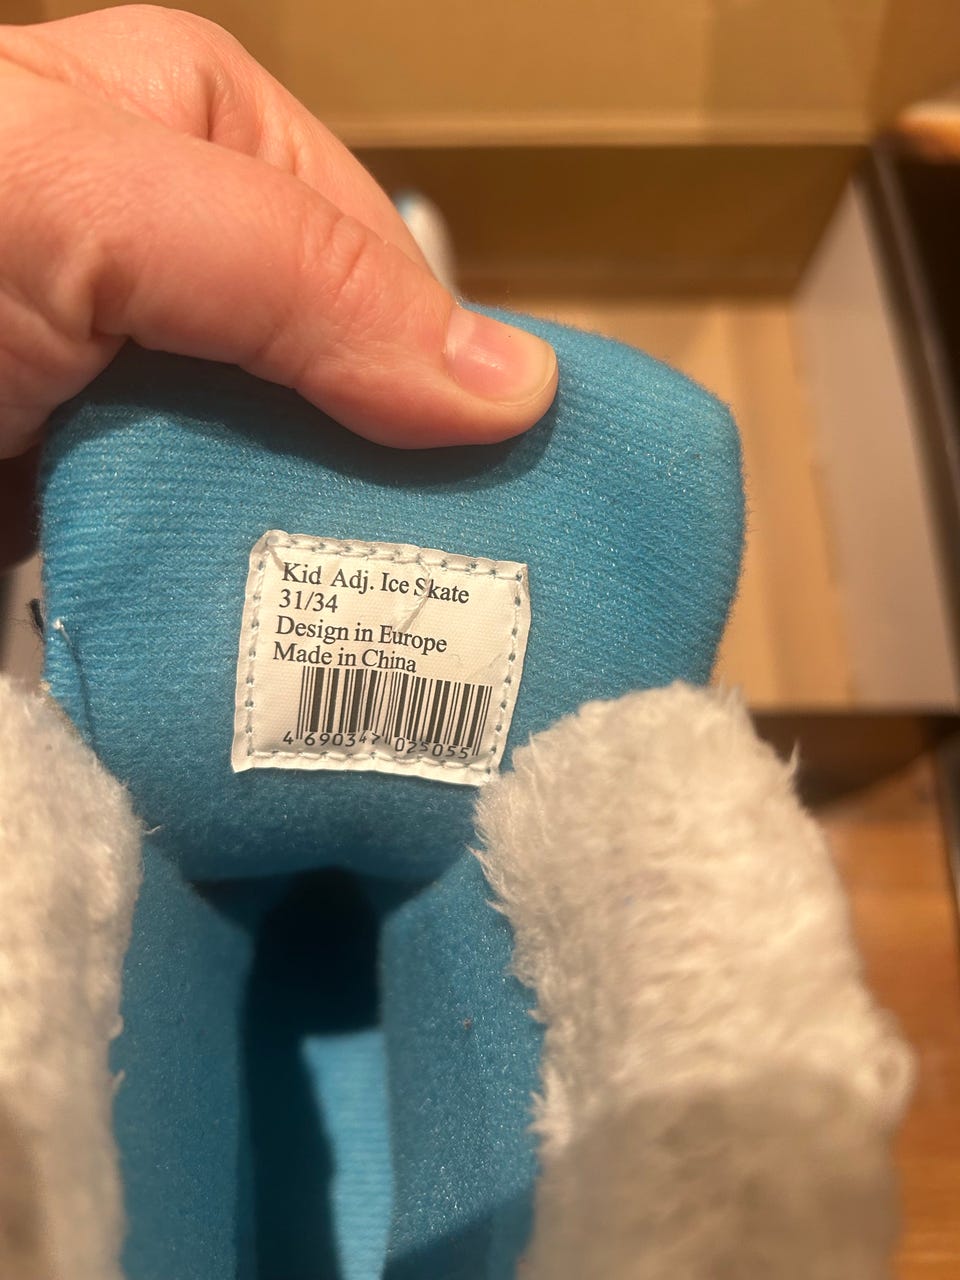 Kid Adj. Ice Skate
31/34
Design in Europe
Made in China
4 690347 025055